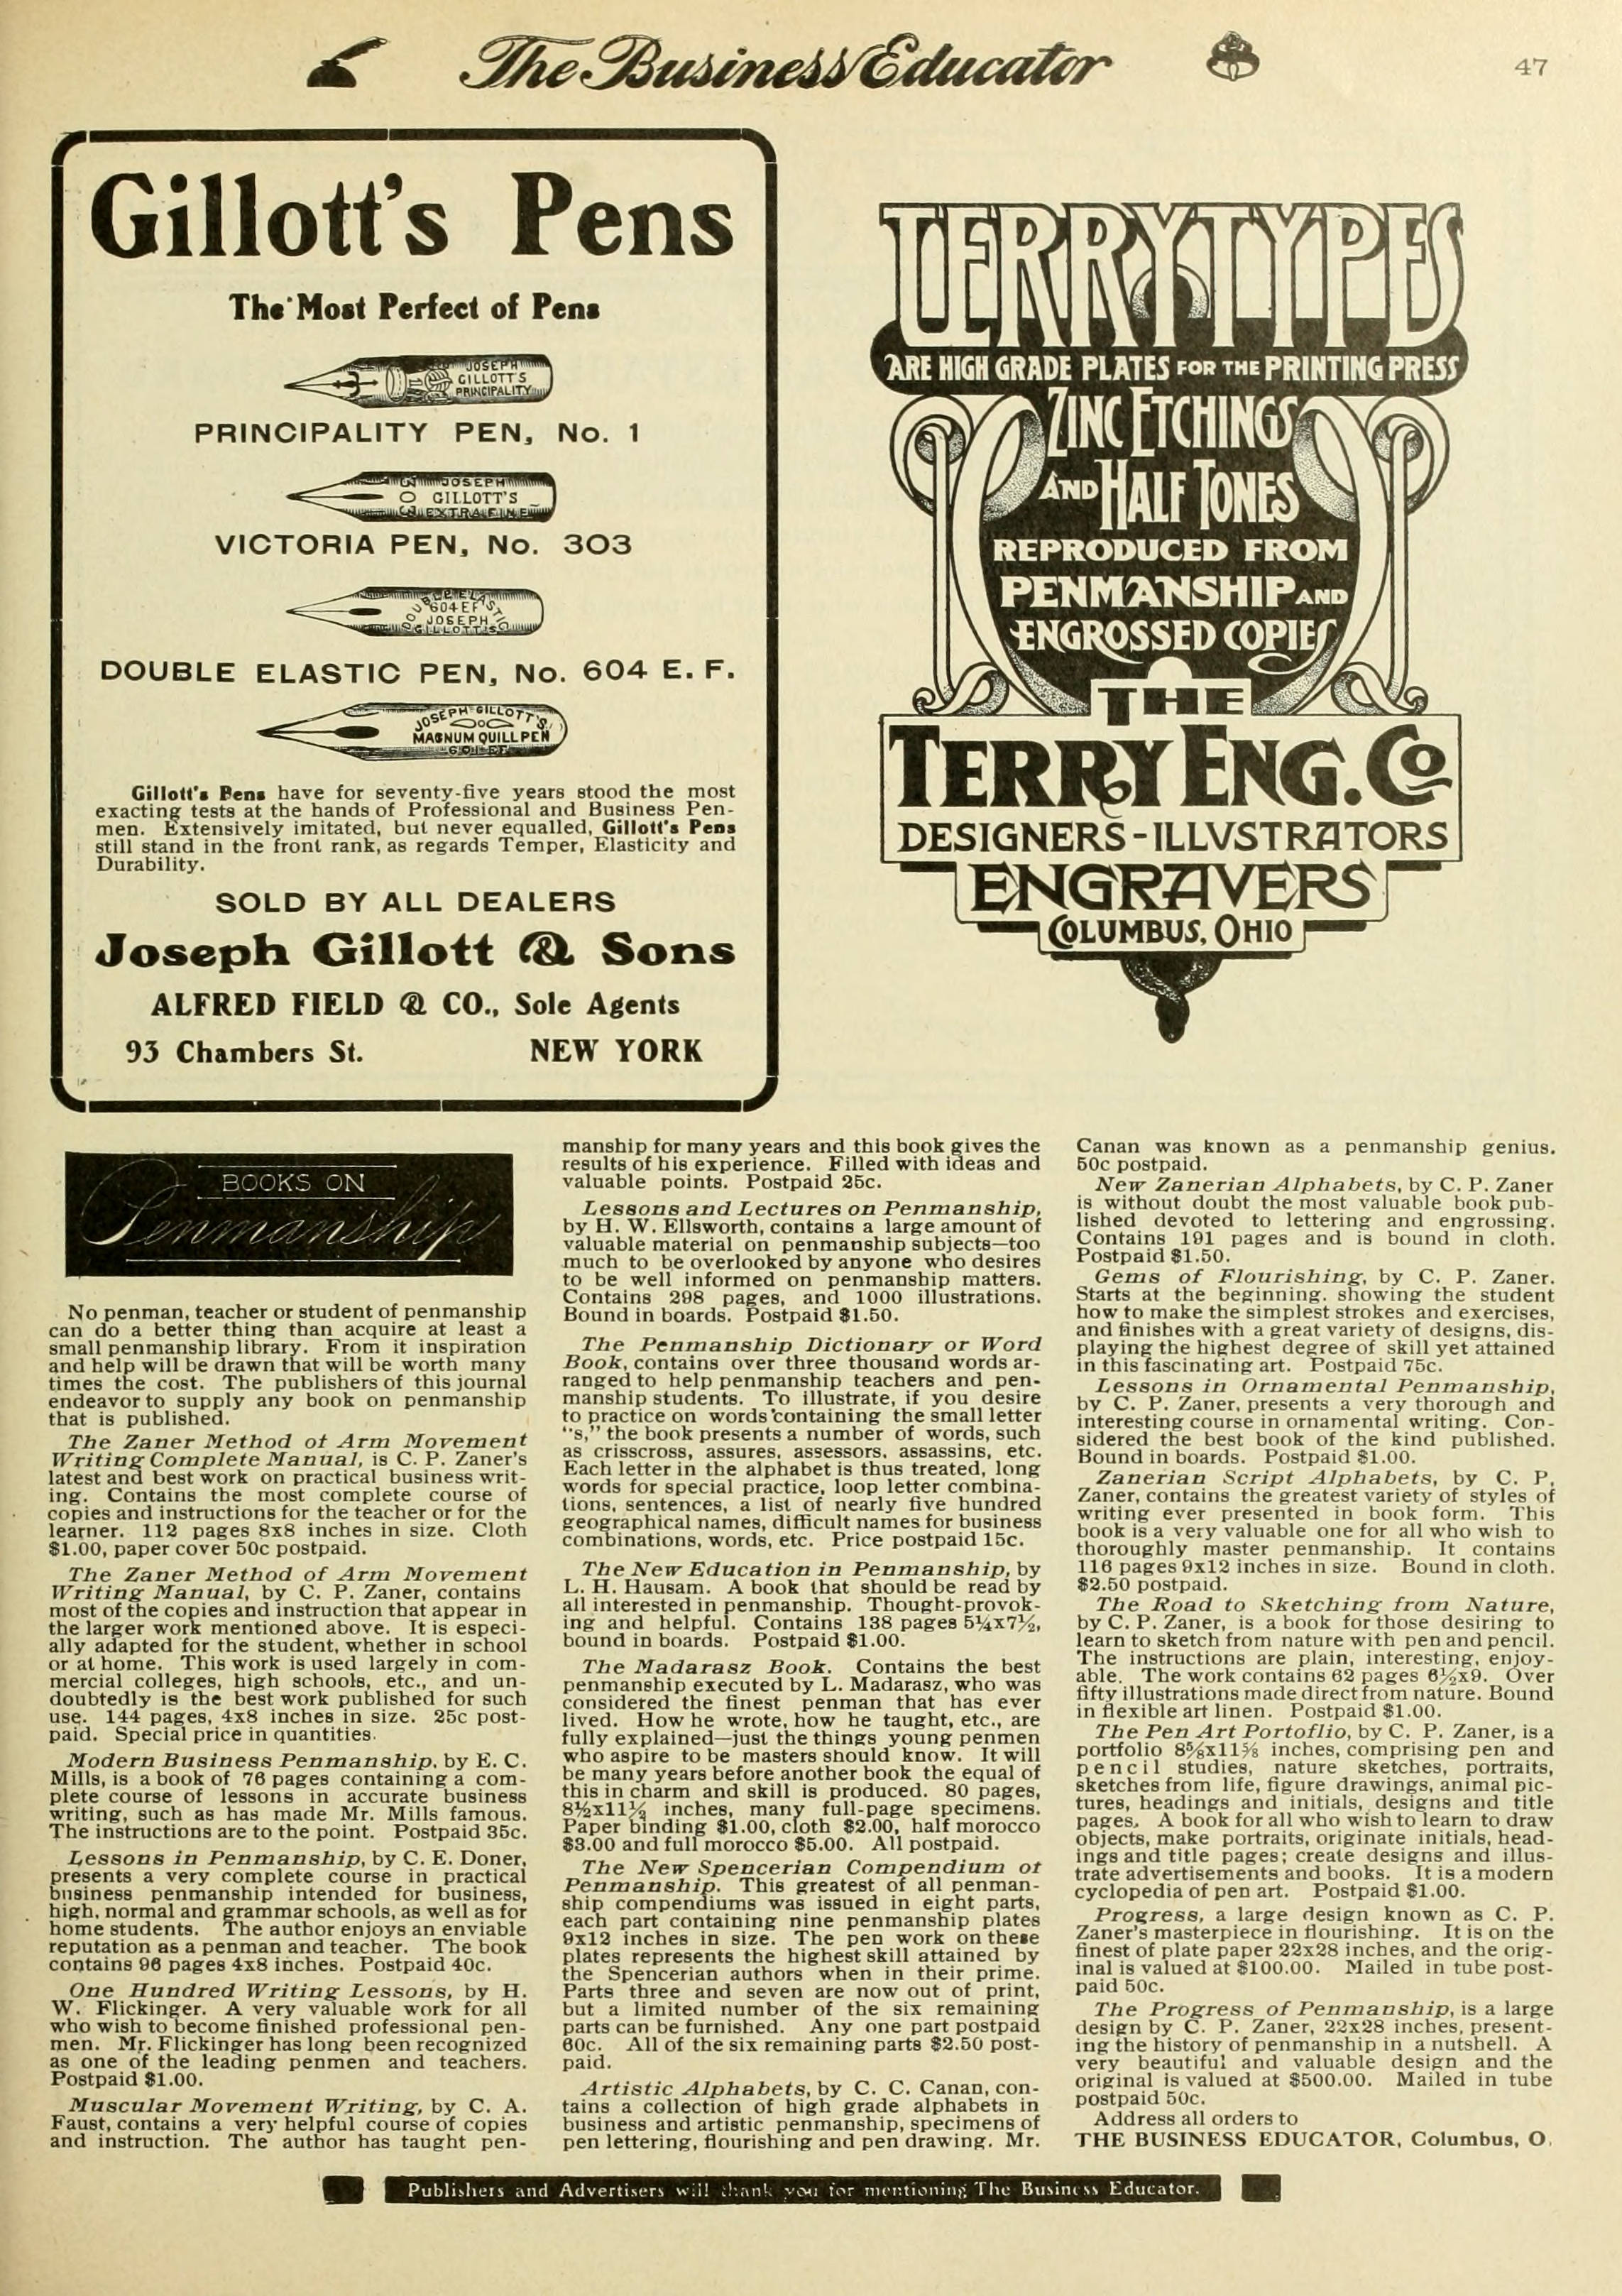 The Business Educator
47
Gillott's Pens
The Most Perfect of Pens
JOSEPH
GILLOTT'S
PRINCIPALITY
PRINCIPALITY PEN, No. 1
303
JOSEPH
GILLOTT'S
EXTRA FINE
VICTORIA PEN, No. 303
DOUBLE ELASTIC
604 EF
JOSEPH
GILLOTT'S
DOUBLE ELASTIC PEN, No. 604 E. F.
JOSEPH GILLOTT'S
MAGNUM QUILL PEN
601 EF
Gillott's Pens have for seventy-five years stood the most
exacting tests at the hands of Professional and Business Pen-
men. Extensively imitated, but never equalled, Gillott's Pens
still stand in the front rank, as regards Temper, Elasticity and
Durability.
SOLD BY ALL DEALERS
Joseph Gillott & Sons
ALFRED FIELD & CO., Sole Agents
93 Chambers St. NEW YORK
TERRYTYPES
ARE HIGH GRADE PLATES FOR THE PRINTING PRESS
ZINC ETCHINGS
AND HALF TONES
REPRODUCED FROM
PENMANSHIP AND
ENGROSSED COPIES
THE
TERRY ENG. CO
DESIGNERS-ILLVSTRATORS
ENGRAVERS
COLUMBUS, OHIO
BOOKS ON
Penmanship
No penman, teacher or student of penmanship
can do a better thing than acquire at least a
small penmanship library. From it inspiration
and help will be drawn that will be worth many
times the cost. The publishers of this journal
endeavor to supply any book on penmanship
that is published.
The Zaner Method of Arm Movement
Writing Complete Manual, is C. P. Zaner's
latest and best work on practical business writ-
ing. Contains the most complete course of
copies and instructions for the teacher or for the
learner. 112 pages 8x8 inches in size. Cloth
$1.00, paper cover 50c postpaid.
The Zaner Method of Arm Movement
Writing Manual, by C. P. Zaner, contains
most of the copies and instruction that appear in
the larger work mentioned above. It is especi-
ally adapted for the student, whether in school
or at home. This work is used largely in com-
mercial colleges, high schools, etc., and un-
doubtedly is the best work published for such
use. 144 pages, 4x8 inches in size. 25c post-
paid. Special price in quantities.
Modern Business Penmanship, by E. C.
Mills, is a book of 76 pages containing a com-
plete course of lessons in accurate business
writing, such as has made Mr. Mills famous.
The instructions are to the point. Postpaid 35c.
Lessons in Penmanship, by C. E. Doner,
presents a very complete course in practical
business penmanship intended for business,
high, normal and grammar schools, as well as for
home students. The author enjoys an enviable
reputation as a penman and teacher. The book
contains 96 pages 4x8 inches. Postpaid 40c.
One Hundred Writing Lessons, by H.
W. Flickinger. A very valuable work for all
who wish to become finished professional pen-
men. Mr. Flickinger has long been recognized
as one of the leading penmen and teachers.
Postpaid $1.00.
Muscular Movement Writing, by C. A.
Faust, contains a very helpful course of copies
and instruction. The author has taught pen-
manship for many years and this book gives the
results of his experience. Filled with ideas and
valuable points. Postpaid 25c.
Lessons and Lectures on Penmanship,
by H. W. Ellsworth, contains a large amount of
valuable material on penmanship subjects—too
much to be overlooked by anyone who desires
to be well informed on penmanship matters.
Contains 298 pages, and 1000 illustrations.
Bound in boards. Postpaid $1.50.
The Penmanship Dictionary or Word
Book, contains over three thousand words ar-
ranged to help penmanship teachers and pen-
manship students. To illustrate, if you desire
to practice on words containing the small letter
"s," the book presents a number of words, such
as crisscross, assures, assessors, assassins, etc.
Each letter in the alphabet is thus treated, long
words for special practice, loop letter combina-
tions, sentences, a list of nearly five hundred
geographical names, difficult names for business
combinations, words, etc. Price postpaid 15c.
The New Education in Penmanship, by
L. H. Hausam. A book that should be read by
all interested in penmanship. Thought-provok-
ing and helpful. Contains 138 pages 5¼x7½,
bound in boards. Postpaid $1.00.
The Madarasz Book. Contains the best
penmanship executed by L. Madarasz, who was
considered the finest penman that has ever
lived. How he wrote, how he taught, etc., are
fully explained—just the things young penmen
who aspire to be masters should know. It will
be many years before another book the equal of
this in charm and skill is produced. 80 pages,
8½x11¼ inches, many full-page specimens.
Paper binding $1.00, cloth $2.00, half morocco
$3.00 and full morocco $5.00. All postpaid.
The New Spencerian Compendium of
Penmanship. This greatest of all penman-
ship compendiums was issued in eight parts,
each part containing nine penmanship plates
9x12 inches in size. The pen work on these
plates represents the highest skill attained by
the Spencerian authors when in their prime.
Parts three and seven are now out of print,
but a limited number of the six remaining
parts can be furnished. Any one part postpaid
60c. All of the six remaining parts $2.50 post-
paid.
Artistic Alphabets, by C. C. Canan, con-
tains a collection of high grade alphabets in
business and artistic penmanship, specimens of
pen lettering, flourishing and pen drawing. Mr.
Canan was known as a penmanship genius.
50c postpaid.
New Zanerian Alphabets, by C. P. Zaner
is without doubt the most valuable book pub-
lished devoted to lettering and engrossing.
Contains 191 pages and is bound in cloth.
Postpaid $1.50.
Gems of Flourishing, by C. P. Zaner.
Starts at the beginning. showing the student
how to make the simplest strokes and exercises,
and finishes with a great variety of designs, dis-
playing the highest degree of skill yet attained
in this fascinating art. Postpaid 75c.
Lessons in Ornamental Penmanship,
by C. P. Zaner, presents a very thorough and
interesting course in ornamental writing. Con-
sidered the best book of the kind published.
Bound in boards. Postpaid $1.00.
Zanerian Script Alphabets, by C. P.
Zaner, contains the greatest variety of styles of
writing ever presented in book form. This
book is a very valuable one for all who wish to
thoroughly master penmanship. It contains
116 pages 9x12 inches in size. Bound in cloth.
$2.50 postpaid.
The Road to Sketching from Nature,
by C. P. Zaner, is a book for those desiring to
learn to sketch from nature with pen and pencil.
The instructions are plain, interesting, enjoy-
able. The work contains 62 pages 6½x9. Over
fifty illustrations made direct from nature. Bound
in flexible art linen. Postpaid $1.00.
The Pen Art Portoflio, by C. P. Zaner, is a
portfolio 8⅝x11⅝ inches, comprising pen and
pencil studies, nature sketches, portraits,
sketches from life, figure drawings, animal pic-
tures, headings and initials, designs and title
pages. A book for all who wish to learn to draw
objects, make portraits, originate initials, head-
ings and title pages; create designs and illus-
trate advertisements and books. It is a modern
cyclopedia of pen art. Postpaid $1.00.
Progress, a large design known as C. P.
Zaner's masterpiece in flourishing. It is on the
finest of plate paper 22x28 inches, and the orig-
inal is valued at $100.00. Mailed in tube post-
paid 50c.
The Progress of Penmanship, is a large
design by C. P. Zaner, 22x28 inches, present-
ing the history of penmanship in a nutshell. A
very beautiful and valuable design and the
original is valued at $500.00. Mailed in tube
postpaid 50c.
Address all orders to
THE BUSINESS EDUCATOR, Columbus, O.
Publishers and Advertisers will thank you for mentioning The Business Educator.